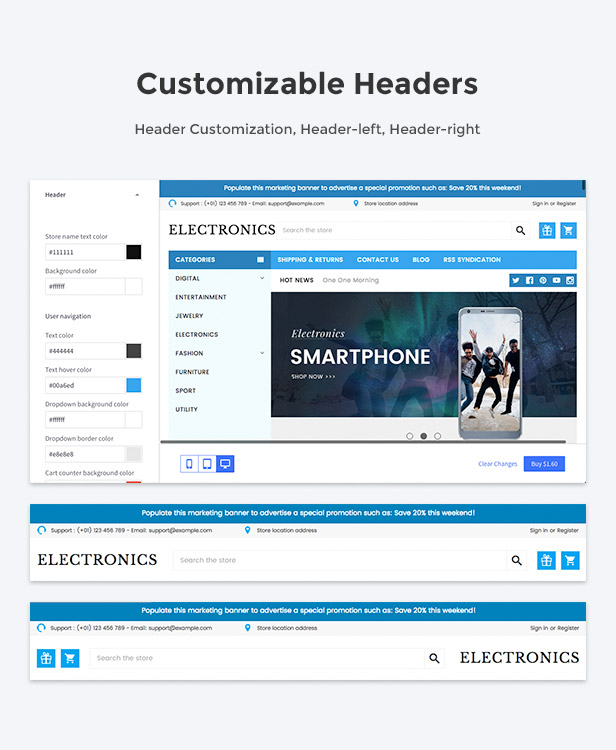 Customizable Headers
Header Customization, Header-left, Header-right
Header
Store name text color
#111111
Background color
#ffffff
User navigation
Text color
#444444
Text hover color
#00a6ed
Dropdown background color
#ffffff
Dropdown border color
#e8e8e8
Cart counter background color
Populate this marketing banner to advertise a special promotion such as: Save 20% this weekend!
Support : (+01) 123 456 789 - Email: support@example.com Store location address Sign in or Register
ELECTRONICS Search the store
CATEGORIES SHIPPING & RETURNS CONTACT US BLOG RSS SYNDICATION
DIGITAL
ENTERTAINMENT
JEWELRY
ELECTRONICS
FASHION
FURNITURE
SPORT
UTILITY
HOT NEWS One One Morning
Electronics
SMARTPHONE
SHOP NOW >>>
Clear Changes Buy $1.60
Populate this marketing banner to advertise a special promotion such as: Save 20% this weekend!
Support : (+01) 123 456 789 - Email: support@example.com Store location address Sign in or Register
ELECTRONICS Search the store
Populate this marketing banner to advertise a special promotion such as: Save 20% this weekend!
Support : (+01) 123 456 789 - Email: support@example.com Store location address Sign in or Register
Search the store ELECTRONICS